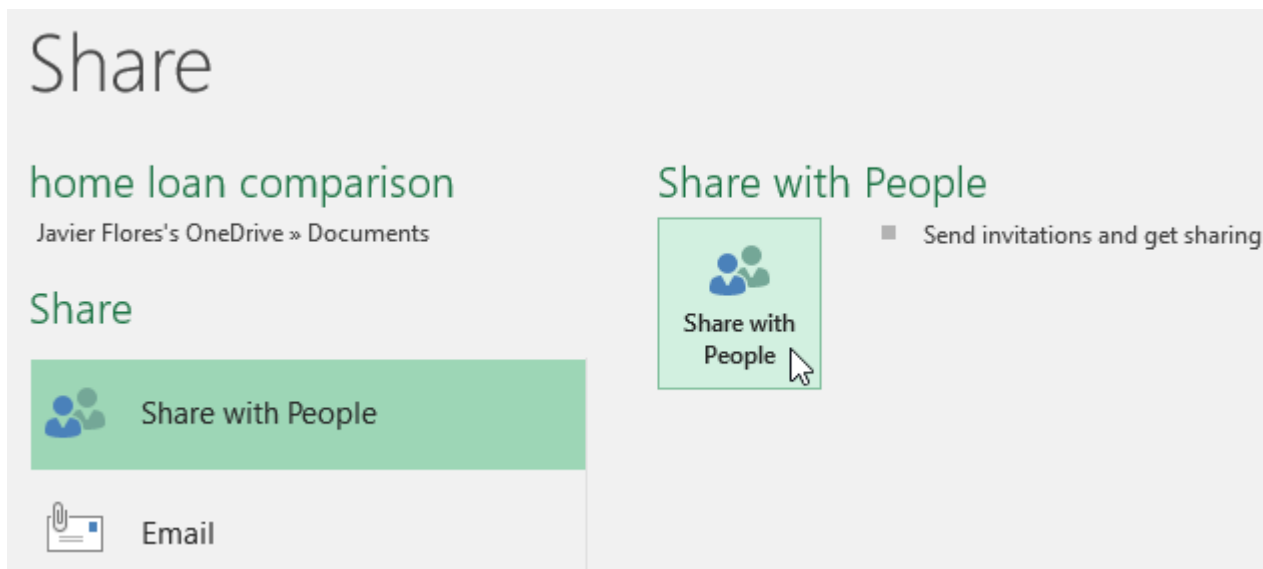 Share
home loan comparison
Javier Flores's OneDrive » Documents
Share
Share with People
Email
Share with People
Share with
People
Send invitations and get sharing